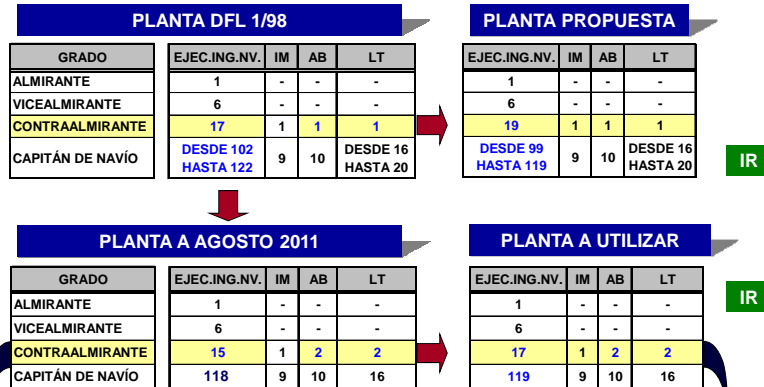 PLANTA DFL 1/98
PLANTA PROPUESTA
GRADO EJEC.ING.NV. IM AB LT
EJEC.ING.NV. IM AB LT
ALMIRANTE 1 - - -
1 - - -
VICEALMIRANTE 6 - - -
6 - - -
CONTRAALMIRANTE 17 1 1 1
19 1 1 1
CAPITÁN DE NAVÍO DESDE 102 HASTA 122 9 10 DESDE 16 HASTA 20
DESDE 99 HASTA 119 9 10 DESDE 16 HASTA 20
IR
PLANTA A AGOSTO 2011
PLANTA A UTILIZAR
GRADO EJEC.ING.NV. IM AB LT
EJEC.ING.NV. IM AB LT
IR
ALMIRANTE 1 - - -
1 - - -
VICEALMIRANTE 6 - - -
6 - - -
CONTRAALMIRANTE 15 1 2 2
17 1 2 2
CAPITÁN DE NAVÍO 118 9 10 16
119 9 10 16